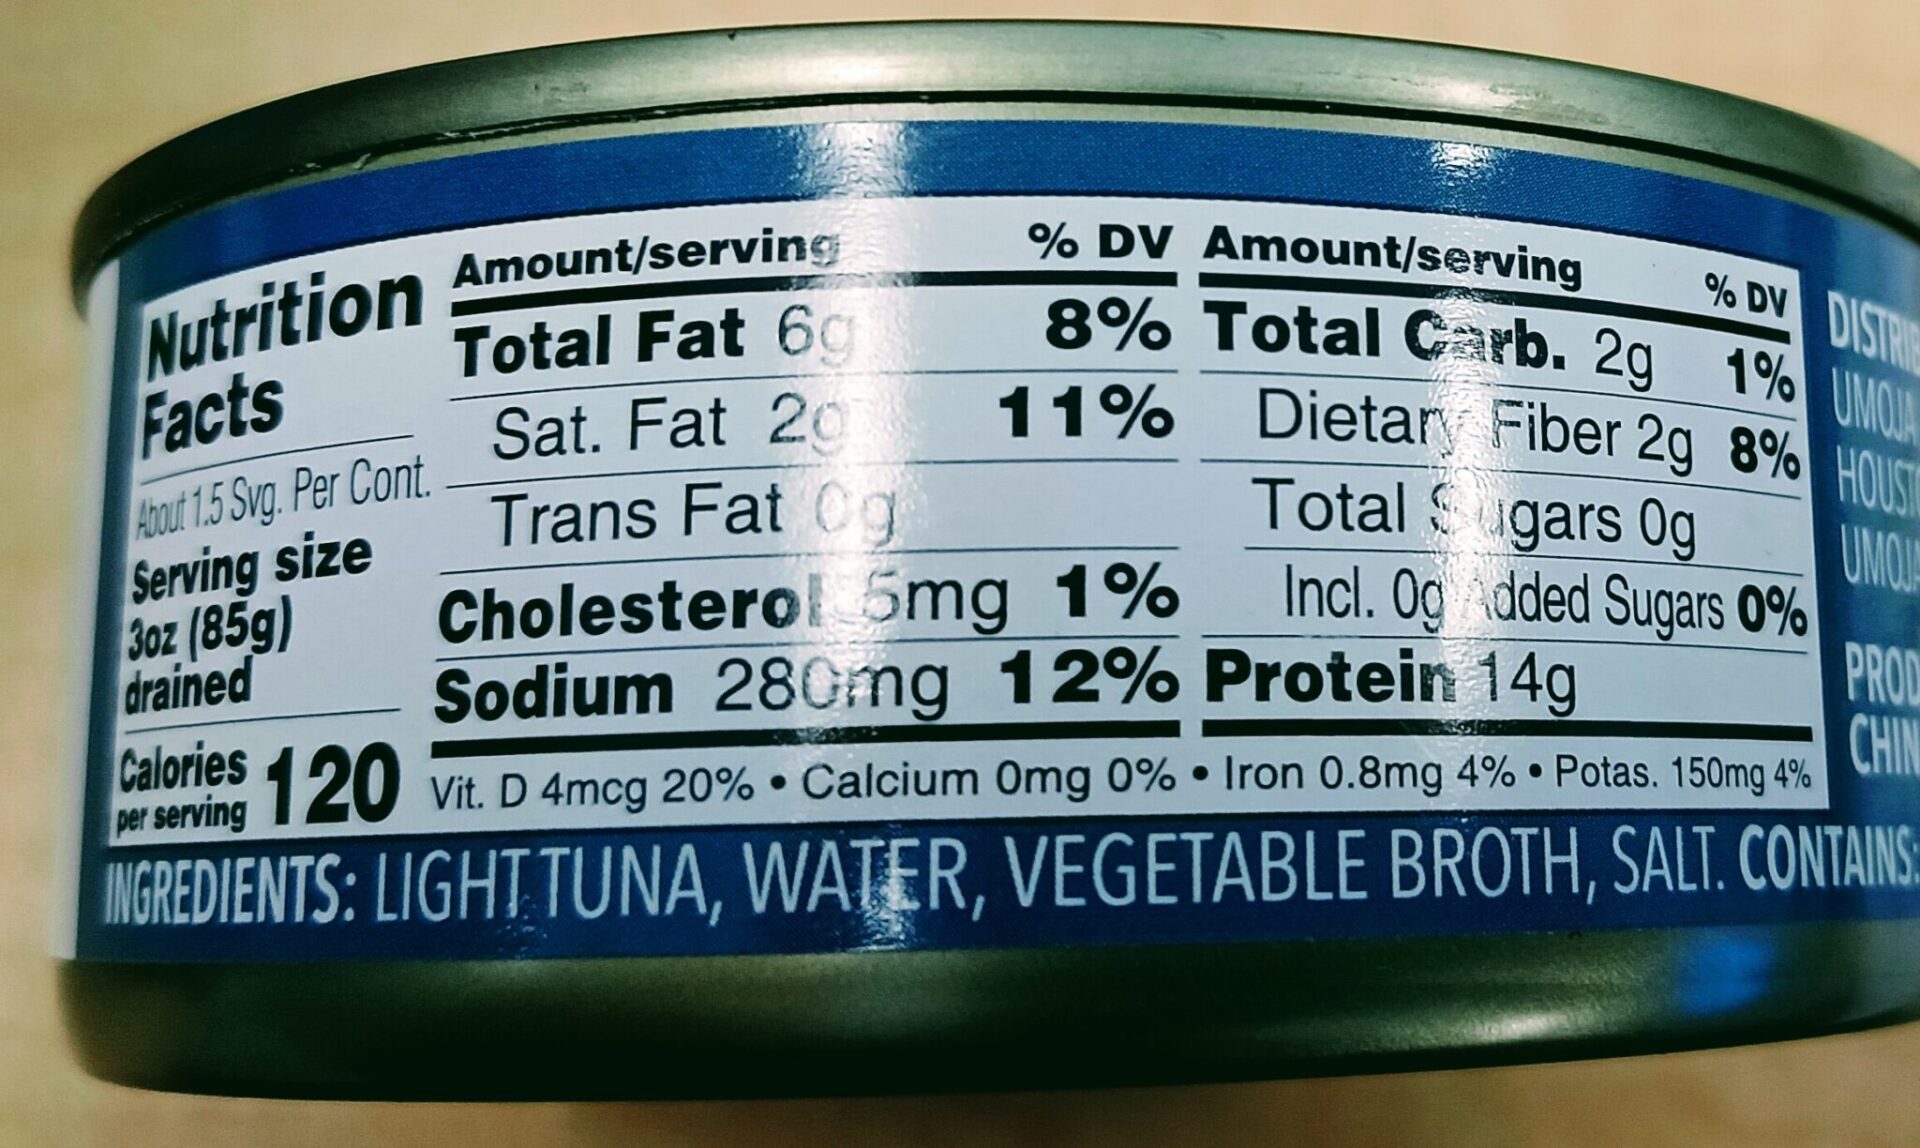 Nutrition
Facts
About 1.5 Svg. Per Cont.
Serving size
3oz (85g)
drained
Calories
per serving
120
Amount/serving % DV
Total Fat 6g 8%
Sat. Fat 2g 11%
Trans Fat 0g
Cholesterol 5mg 1%
Sodium 280mg 12%
Amount/serving % DV
Total Carb. 2g 1%
Dietary Fiber 2g 8%
Total Sugars 0g
Incl. 0g Added Sugars 0%
Protein 14g
Vit. D 4mcg 20% • Calcium 0mg 0% • Iron 0.8mg 4% • Potas. 150mg 4%
INGREDIENTS: LIGHT TUNA, WATER, VEGETABLE BROTH, SALT. CONTAINS:
UMOJA